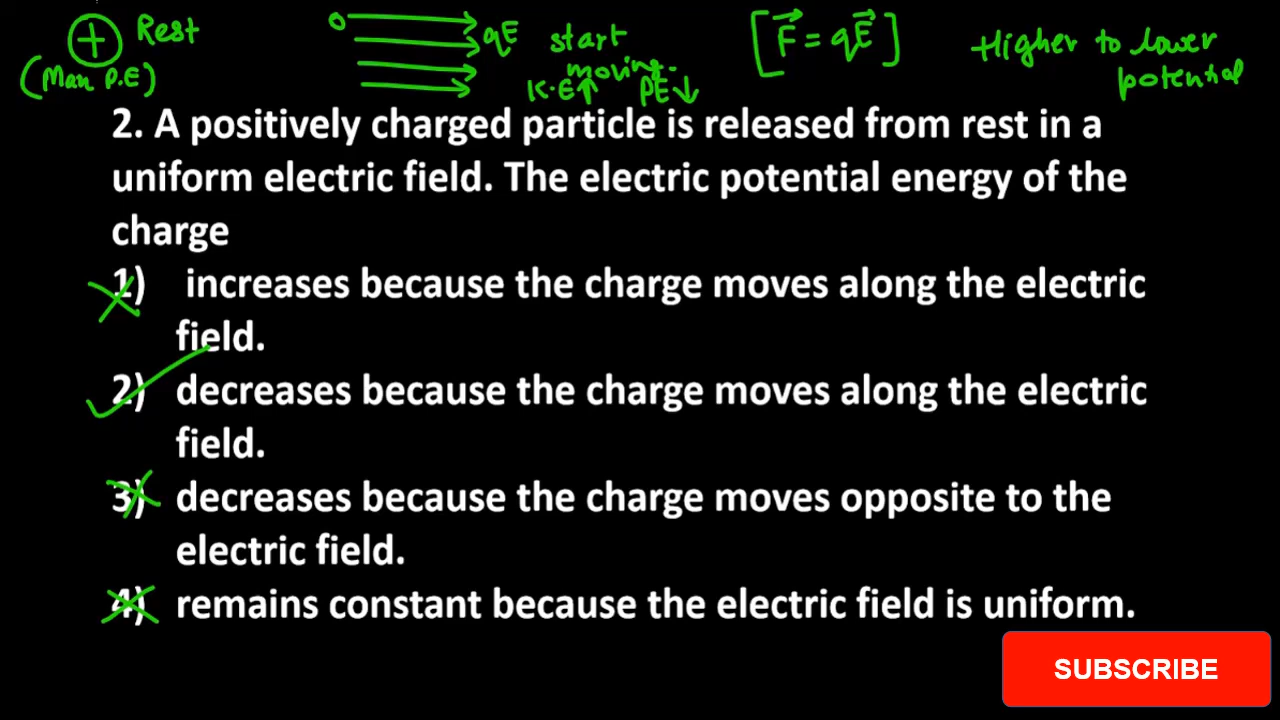 + Rest
(Max P.E)
qE
start
moving.
K.E↑ PE↓
[F⃗ = qE⃗]
Higher to lower
potential
2. A positively charged particle is released from rest in a
uniform electric field. The electric potential energy of the
charge
1) increases because the charge moves along the electric
field.
2) decreases because the charge moves along the electric
field.
3) decreases because the charge moves opposite to the
electric field.
4) remains constant because the electric field is uniform.
SUBSCRIBE